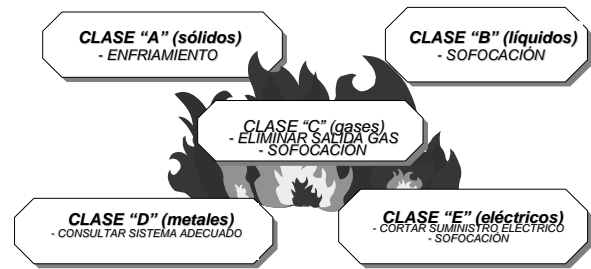 CLASE “A” (sólidos)
- ENFRIAMIENTO
CLASE “B” (líquidos)
- SOFOCACIÓN
CLASE “C” (gases)
- ELIMINAR SALIDA GAS
- SOFOCACIÓN
CLASE “D” (metales)
- CONSULTAR SISTEMA ADECUADO
CLASE “E” (eléctricos)
- CORTAR SUMINISTRO ELÉCTRICO
- SOFOCACIÓN